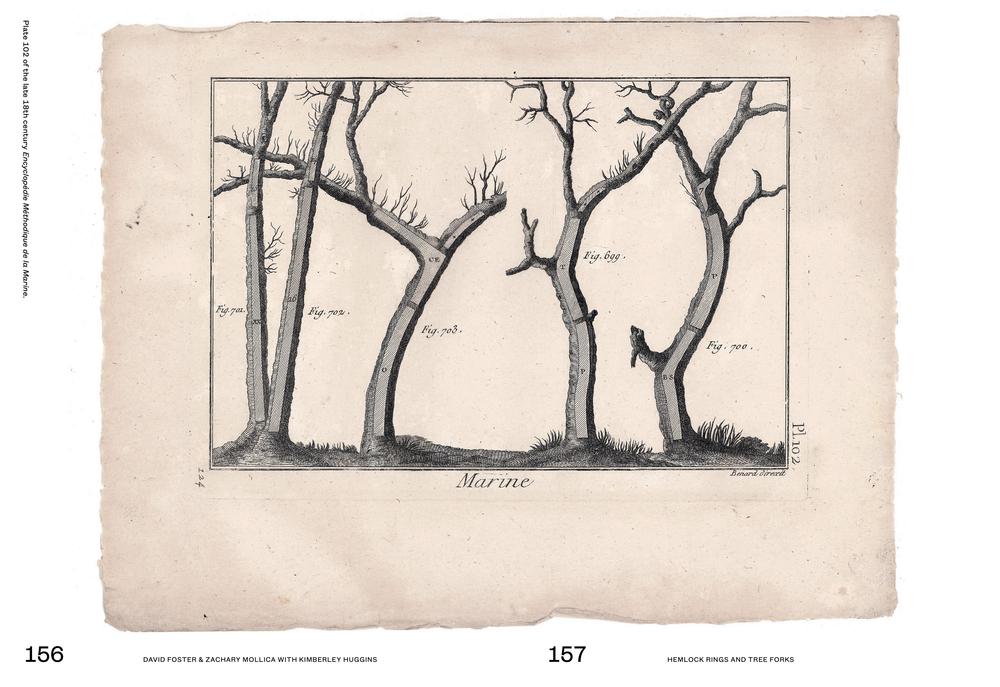 Plate 102 of the late 18th century Encyclopédie Méthodique de la Marine.
CE
T
Fig. 699.
P
Fig. 701.
Fig. 702.
Fig. 703.
O
Fig. 700.
P
Pl. 102
124
Marine
Benard Direxit
156
DAVID FOSTER & ZACHARY MOLLICA WITH KIMBERLEY HUGGINS
157
HEMLOCK RINGS AND TREE FORKS